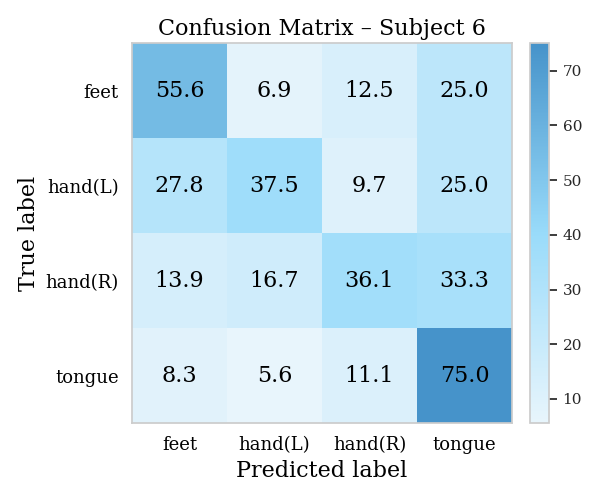 Confusion Matrix – Subject 6
feet 55.6 6.9 12.5 25.0
hand(L) 27.8 37.5 9.7 25.0
hand(R) 13.9 16.7 36.1 33.3
tongue 8.3 5.6 11.1 75.0
feet hand(L) hand(R) tongue
Predicted label
True label
70
60
50
40
30
20
10